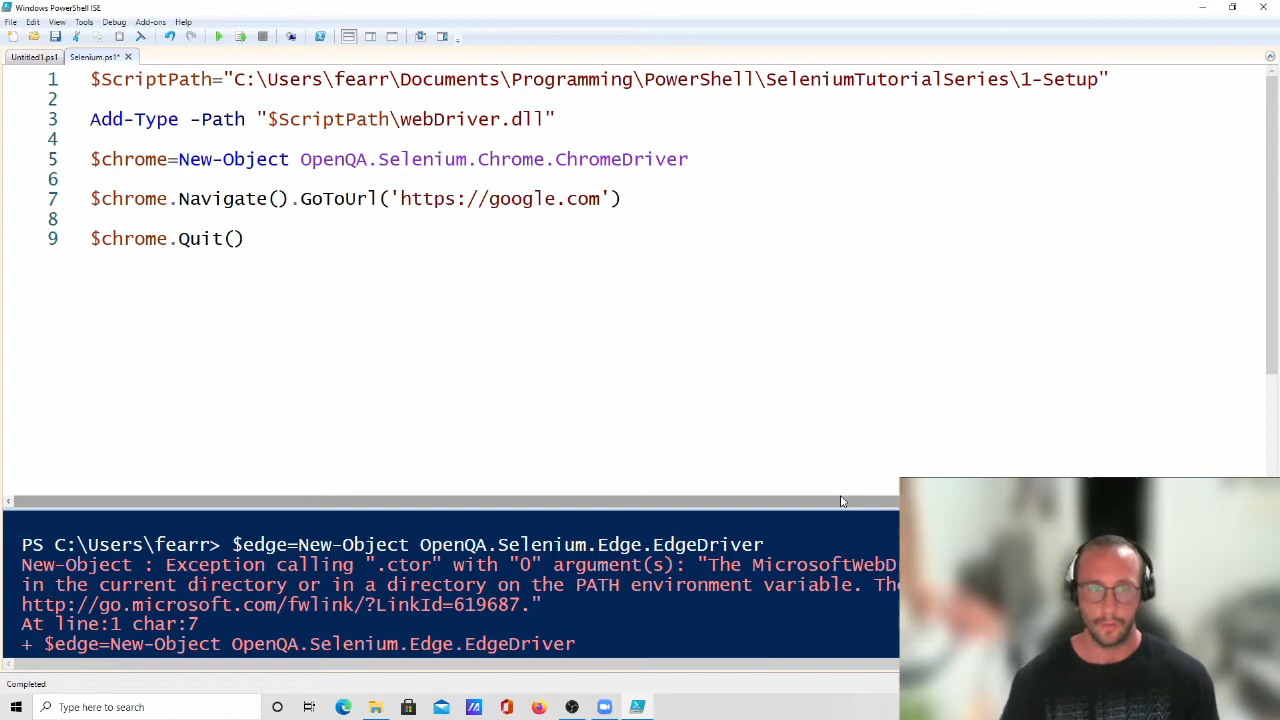 Windows PowerShell ISE
File Edit View Tools Debug Add-ons Help
Untitled1.ps1 Selenium.ps1*
1 $ScriptPath="C:\Users\fearr\Documents\Programming\PowerShell\SeleniumTutorialSeries\1-Setup"
2
3 Add-Type -Path "$ScriptPath\webDriver.dll"
4
5 $chrome=New-Object OpenQA.Selenium.Chrome.ChromeDriver
6
7 $chrome.Navigate().GoToUrl('https://google.com')
8
9 $chrome.Quit()
PS C:\Users\fearr> $edge=New-Object OpenQA.Selenium.Edge.EdgeDriver
New-Object : Exception calling ".ctor" with "0" argument(s): "The MicrosoftWebD
in the current directory or in a directory on the PATH environment variable. The
http://go.microsoft.com/fwlink/?LinkId=619687."
At line:1 char:7
+ $edge=New-Object OpenQA.Selenium.Edge.EdgeDriver
Completed
Type here to search